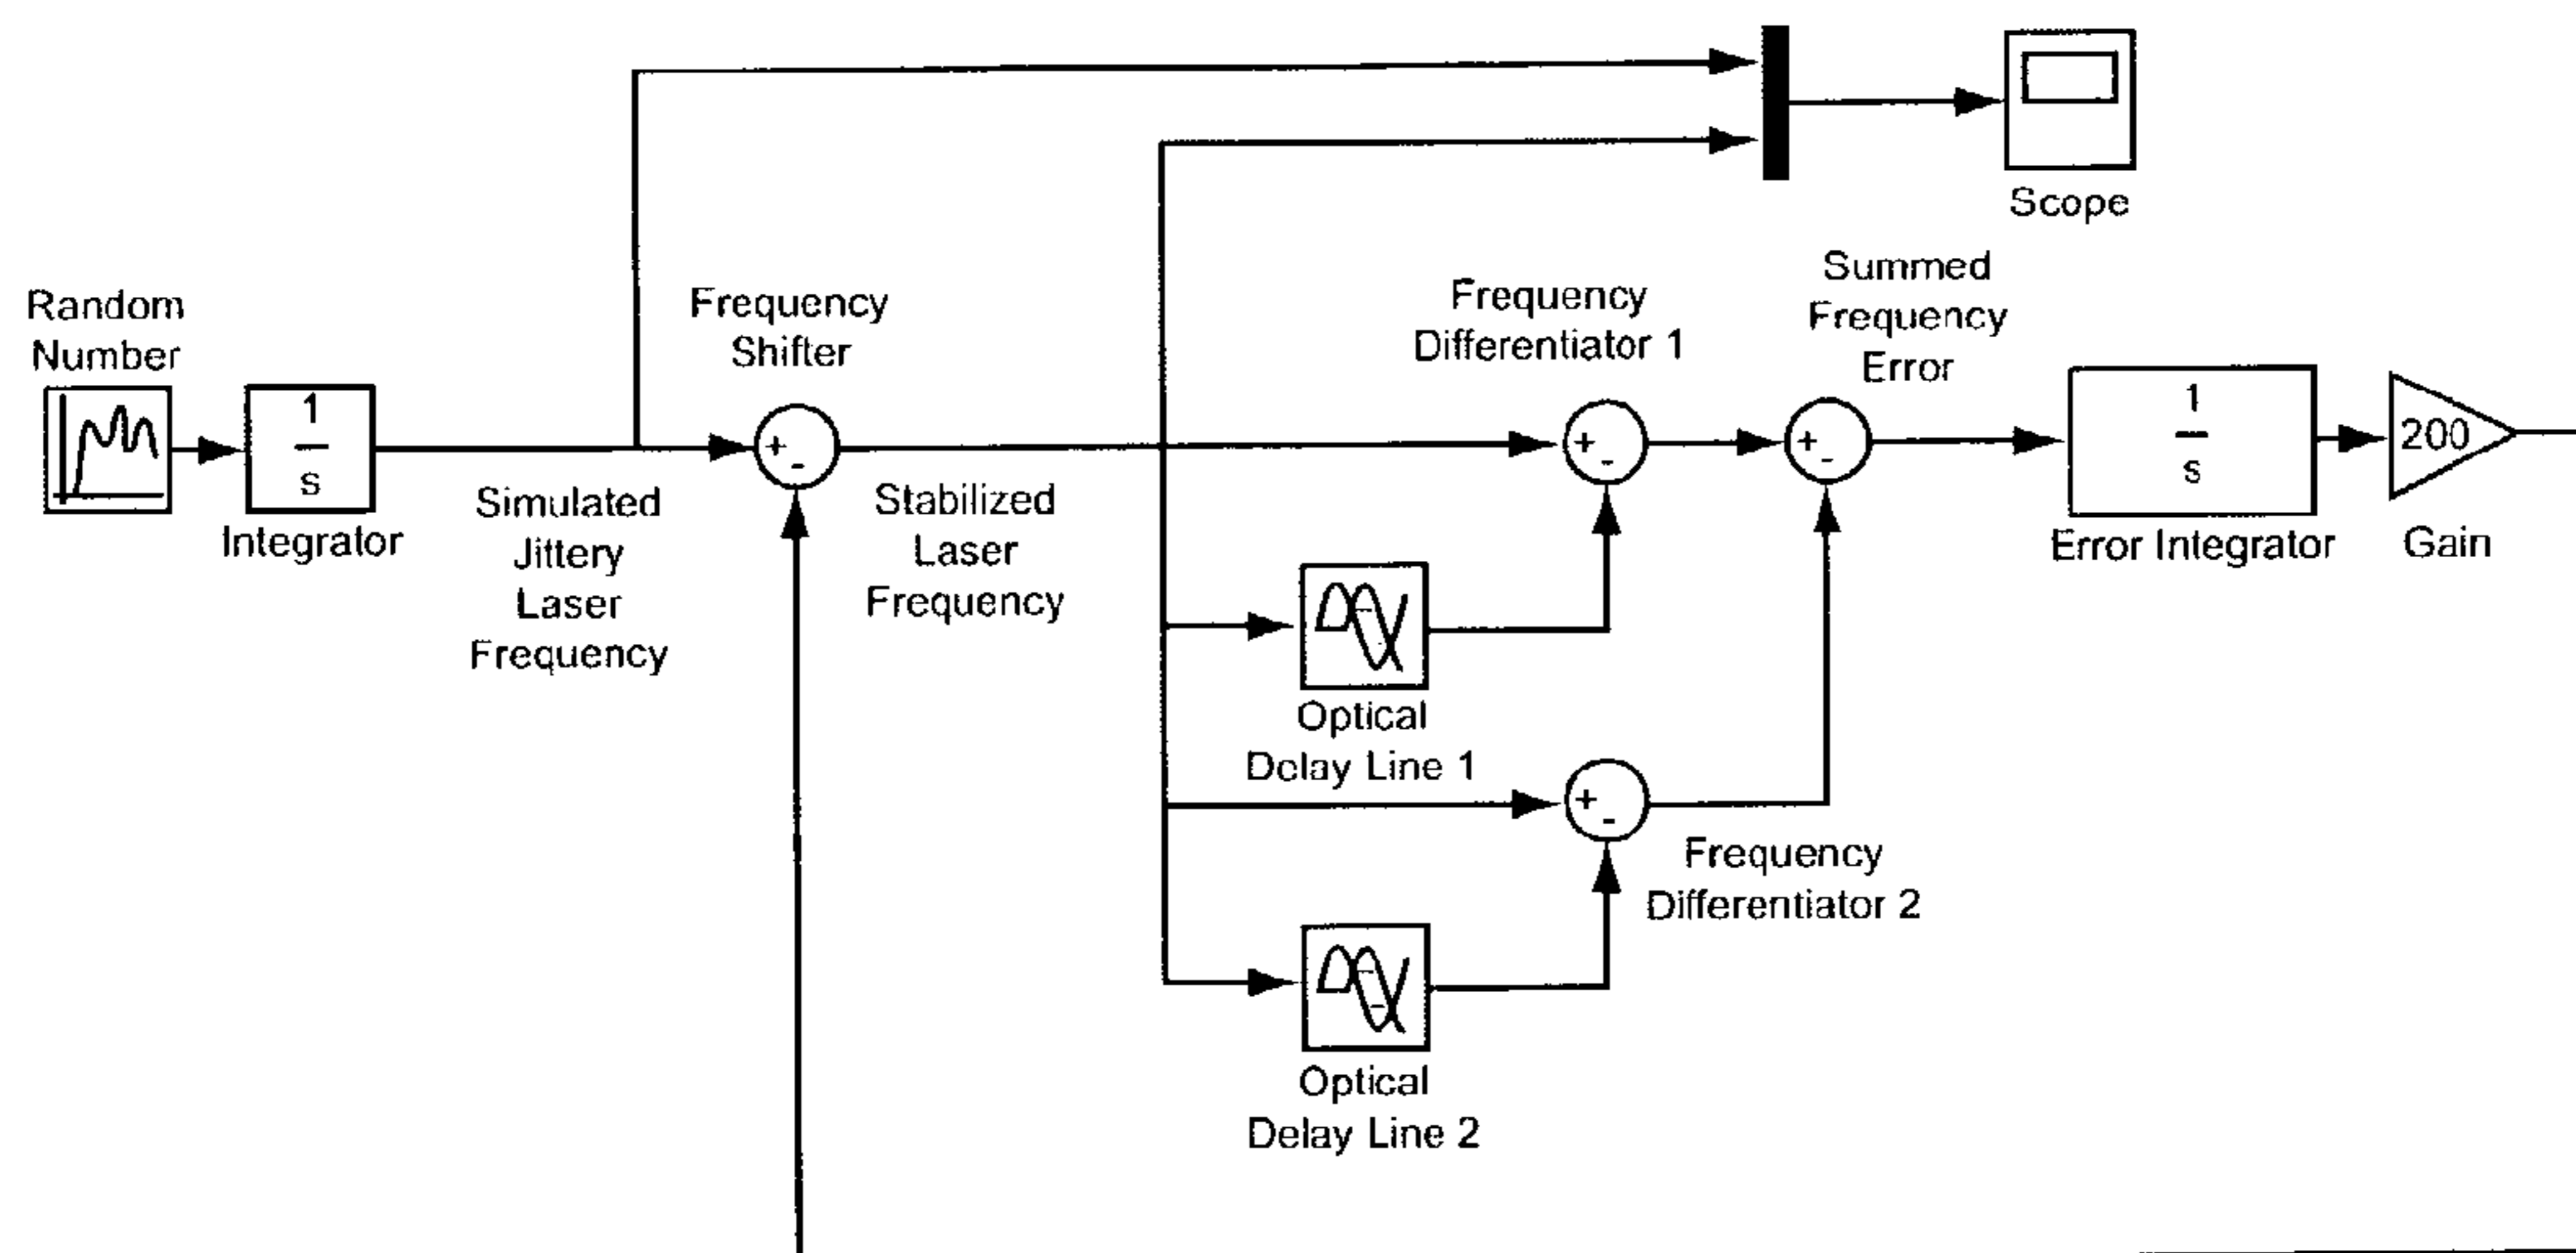 Scope
Random
Number
1
s
Integrator
Simulated
Jittery
Laser
Frequency
Frequency
Shifter
+
-
Stabilized
Laser
Frequency
Frequency
Differentiator 1
+
-
Summed
Frequency
Error
+
-
1
s
Error Integrator
200
Gain
Optical
Delay Line 1
+
-
Frequency
Differentiator 2
Optical
Delay Line 2